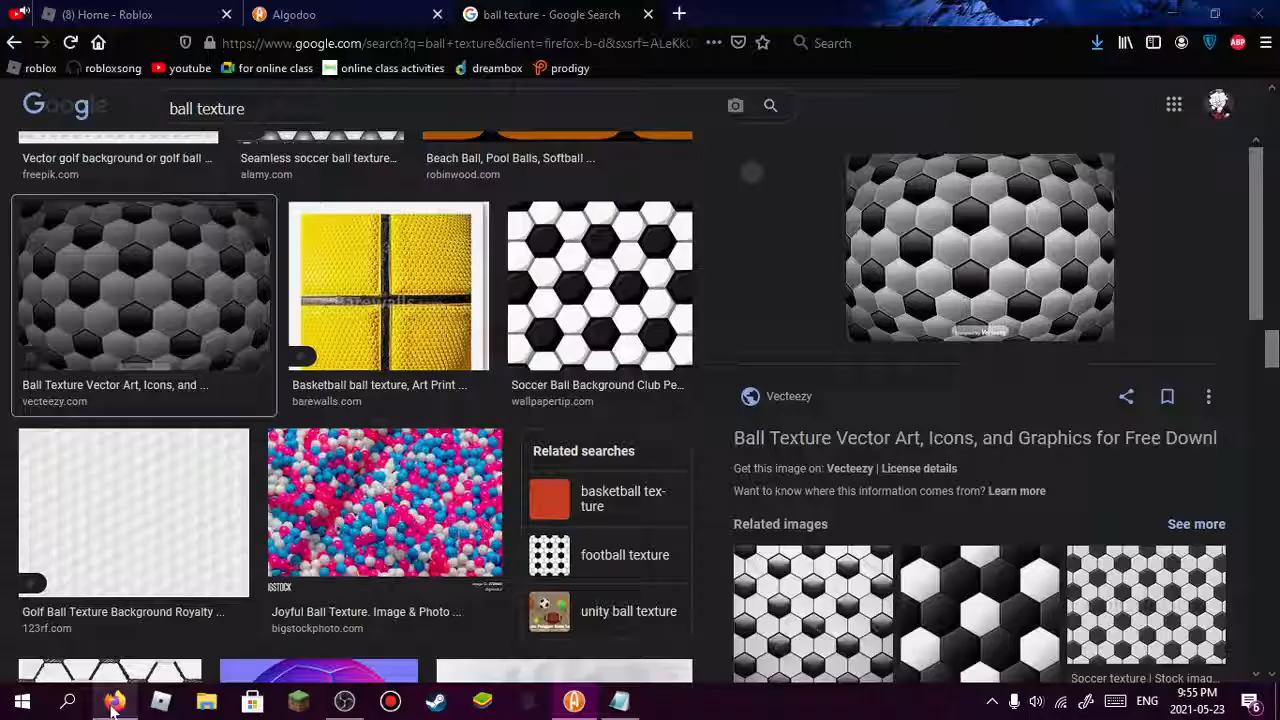 (8) Home - Roblox
Algodoo
ball texture - Google Search
https://www.google.com/search?q=ball+texture&client=firefox-b-d&sxsrf=ALeKk0
Search
ABP
roblox
robloxsong
youtube
for online class
online class activities
dreambox
prodigy
Google
ball texture
Vector golf background or golf ball ...
freepik.com
Seamless soccer ball texture...
alamy.com
Beach Ball, Pool Balls, Softball ...
robinwood.com
Barewalls
Ball Texture Vector Art, Icons, and ...
vecteezy.com
Basketball ball texture, Art Print ...
barewalls.com
Soccer Ball Background Club Pe...
wallpapertip.com
Vecteezy
Ball Texture Vector Art, Icons, and Graphics for Free Downl
Get this image on: Vecteezy | License details
Want to know where this information comes from? Learn more
Related images
See more
Related searches
basketball tex-
ture
football texture
unity ball texture
Golf Ball Texture Background Royalty ...
123rf.com
Joyful Ball Texture. Image & Photo ...
bigstockphoto.com
Soccer texture | Stock imag...
ENG
9:55 PM
2021-05-23
6